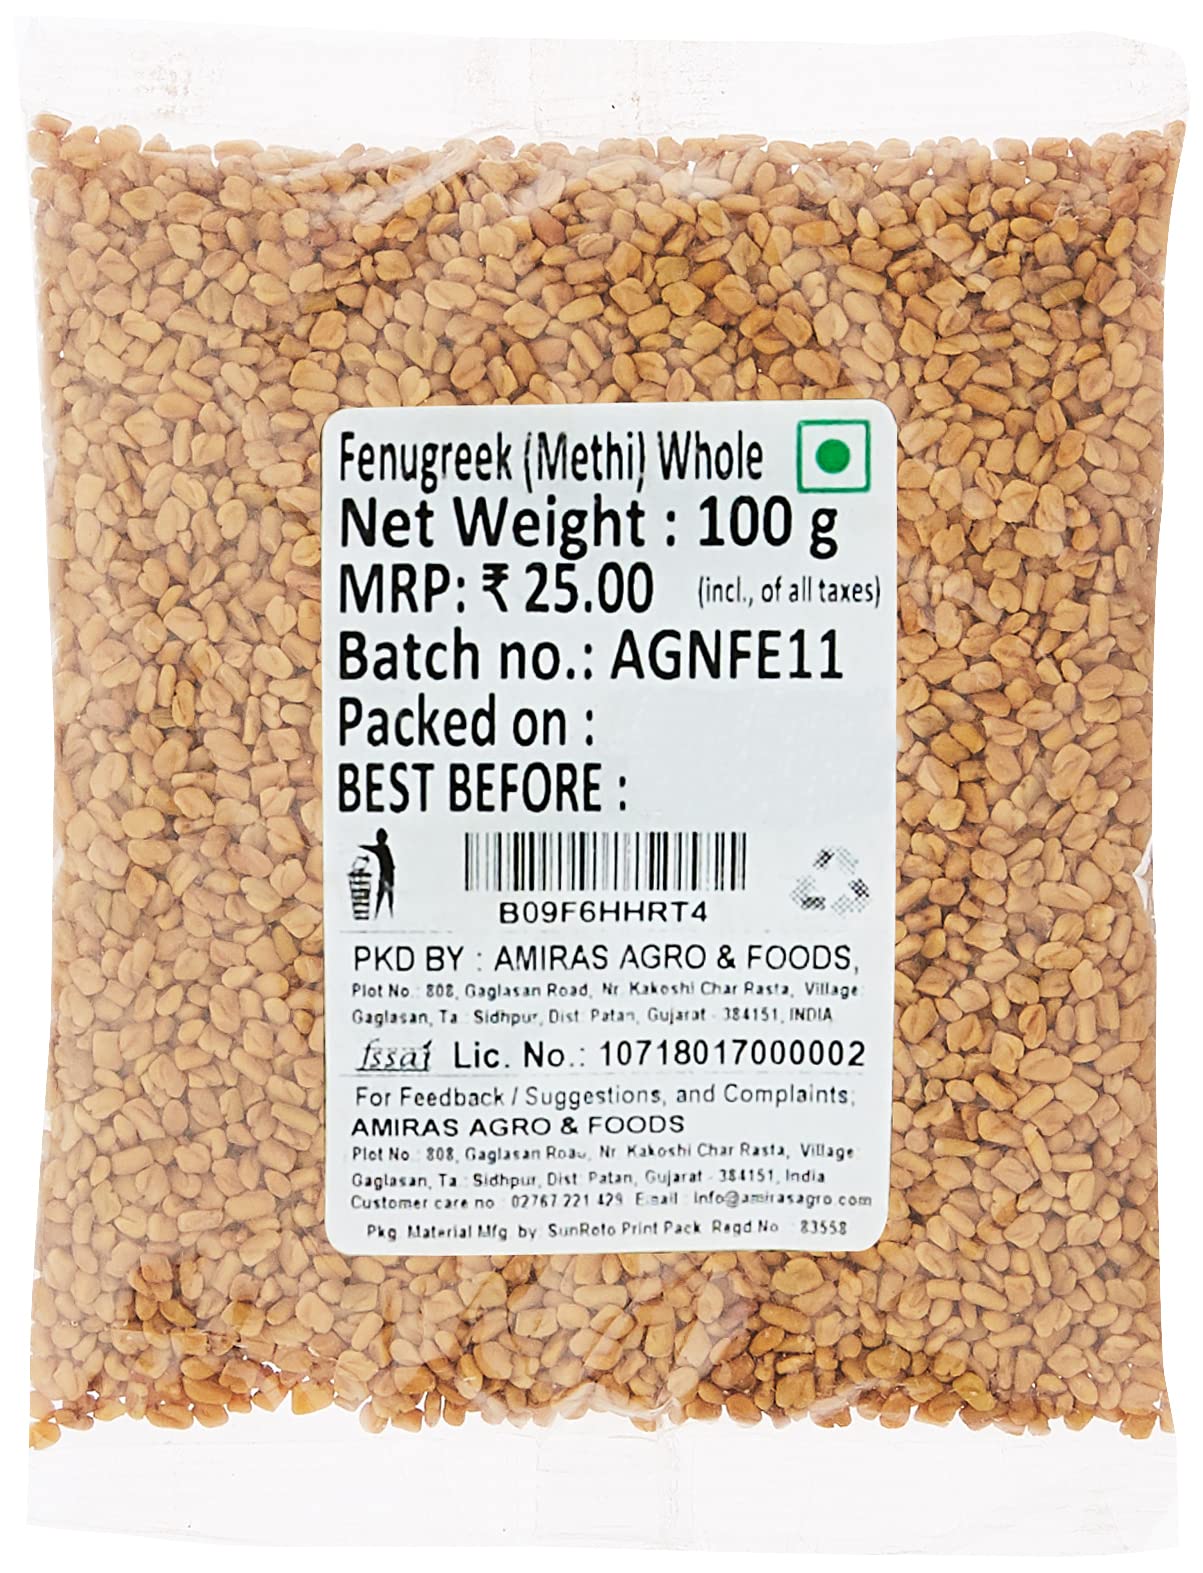 Fenugreek (Methi) Whole
Net Weight : 100 g
MRP: ₹ 25.00 (incl., of all taxes)
Batch no.: AGNFE11
Packed on :
BEST BEFORE :
B09F6HHRT4
PKD BY : AMIRAS AGRO & FOODS,
Plot No.: 808, Gaglasan Road, Nr. Kakoshi Char Rasta, Village:
Gaglasan, Ta.: Sidhpur, Dist: Patan, Gujarat - 384151, INDIA
fssai Lic. No.: 10718017000002
For Feedback / Suggestions, and Complaints;
AMIRAS AGRO & FOODS
Plot No.: 808, Gaglasan Road, Nr. Kakoshi Char Rasta, Village:
Gaglasan, Ta.: Sidhpur, Dist: Patan, Gujarat - 384151, India
Customer care no.: 02767 221 429 Email: Info@amirasagro.com
Pkg. Material Mfg. by: SunRoto Print Pack. Regd No.: 83558